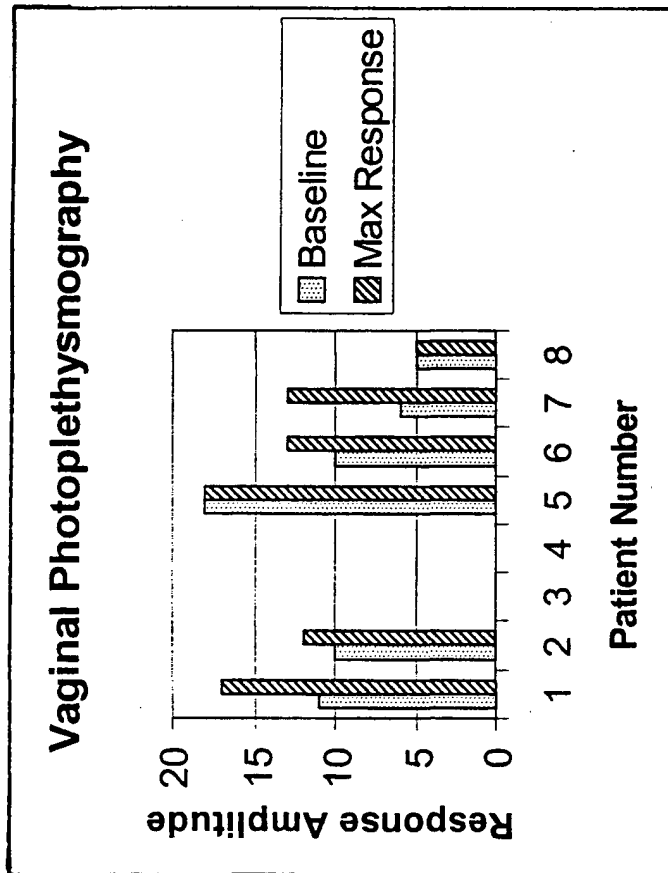 Vaginal Photoplethysmography
Response Amplitude
20
15
10
5
0
1 2 3 4 5 6 7 8
Patient Number
Baseline
Max Response